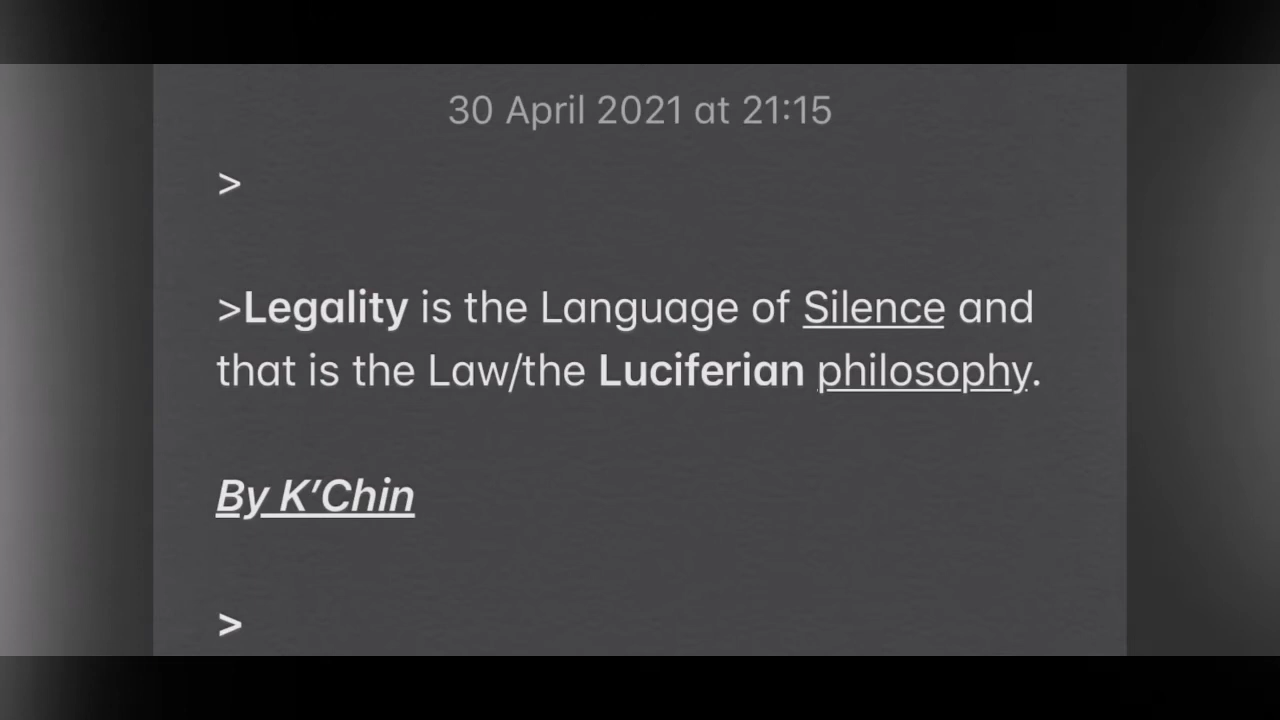 30 April 2021 at 21:15
>
>Legality is the Language of Silence and
that is the Law/the Luciferian philosophy.
By K’Chin
>